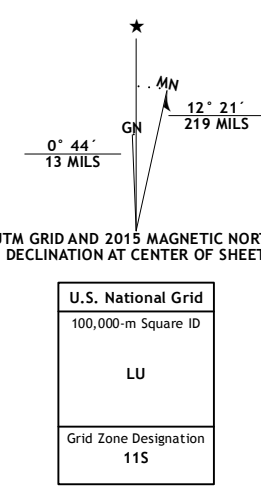 ★
MN
12° 21´
219 MILS
GN
0° 44´
13 MILS
UTM GRID AND 2015 MAGNETIC NORT
DECLINATION AT CENTER OF SHEET
U.S. National Grid
100,000-m Square ID
LU
Grid Zone Designation
11S